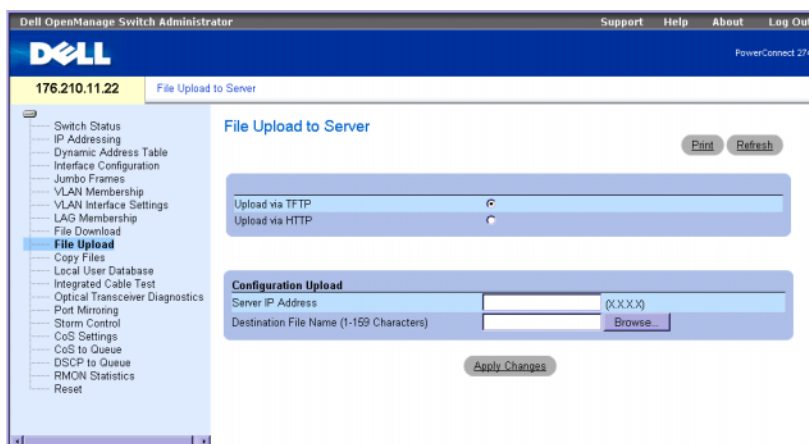 Dell OpenManage Switch Administrator
Support Help About Log Out
DELL
PowerConnect 274
176.210.11.22
File Upload to Server
Switch Status
IP Addressing
Dynamic Address Table
Interface Configuration
Jumbo Frames
VLAN Membership
VLAN Interface Settings
LAG Membership
File Download
File Upload
Copy Files
Local User Database
Integrated Cable Test
Optical Transceiver Diagnostics
Port Mirroring
Storm Control
CoS Settings
CoS to Queue
DSCP to Queue
RMON Statistics
Reset
File Upload to Server
Print Refresh
Upload via TFTP
Upload via HTTP
Configuration Upload
Server IP Address (X.X.X.X)
Destination File Name (1-159 Characters) Browse...
Apply Changes